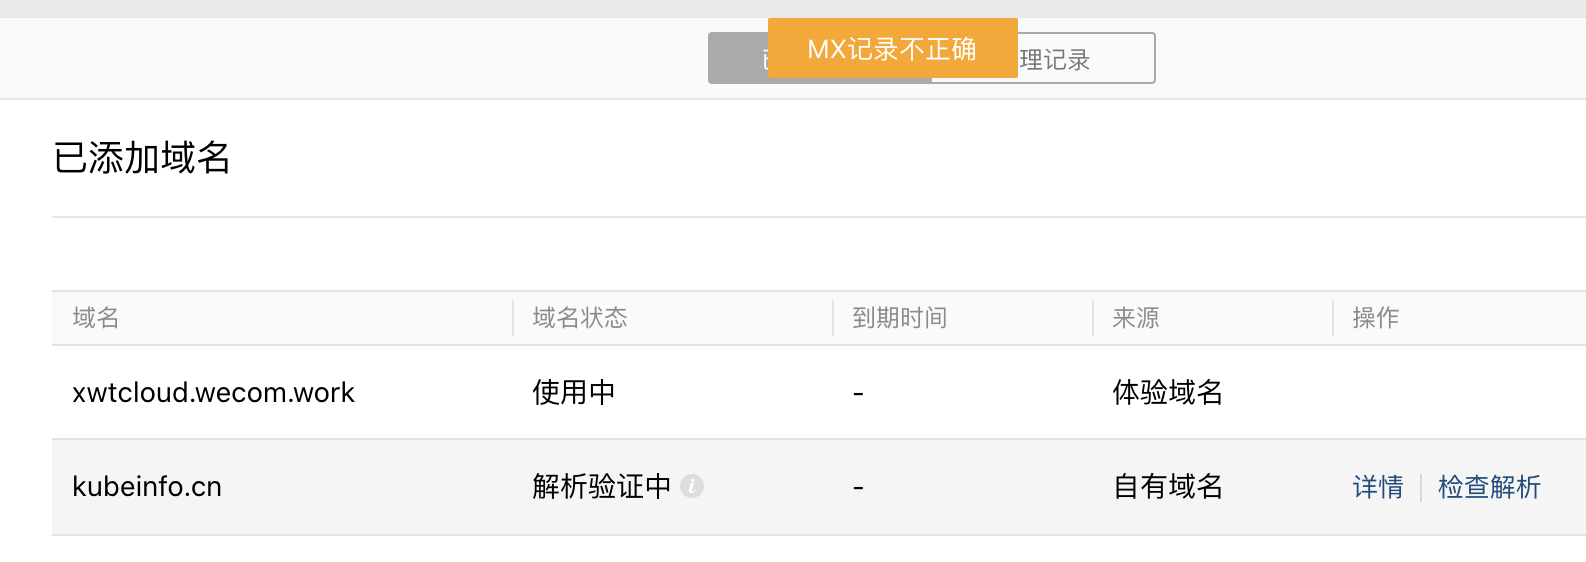 MX记录不正确
理记录
已添加域名
域名 域名状态 到期时间 来源 操作
xwtcloud.wecom.work 使用中 - 体验域名
kubeinfo.cn 解析验证中 i - 自有域名 详情 检查解析